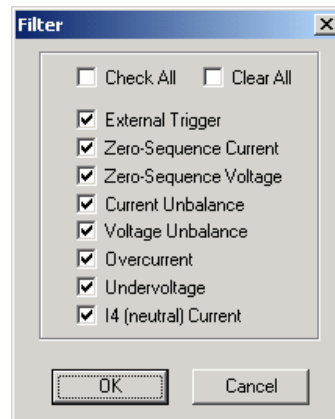 Filter
Check All Clear All
External Trigger
Zero-Sequence Current
Zero-Sequence Voltage
Current Unbalance
Voltage Unbalance
Overcurrent
Undervoltage
I4 (neutral) Current
OK Cancel